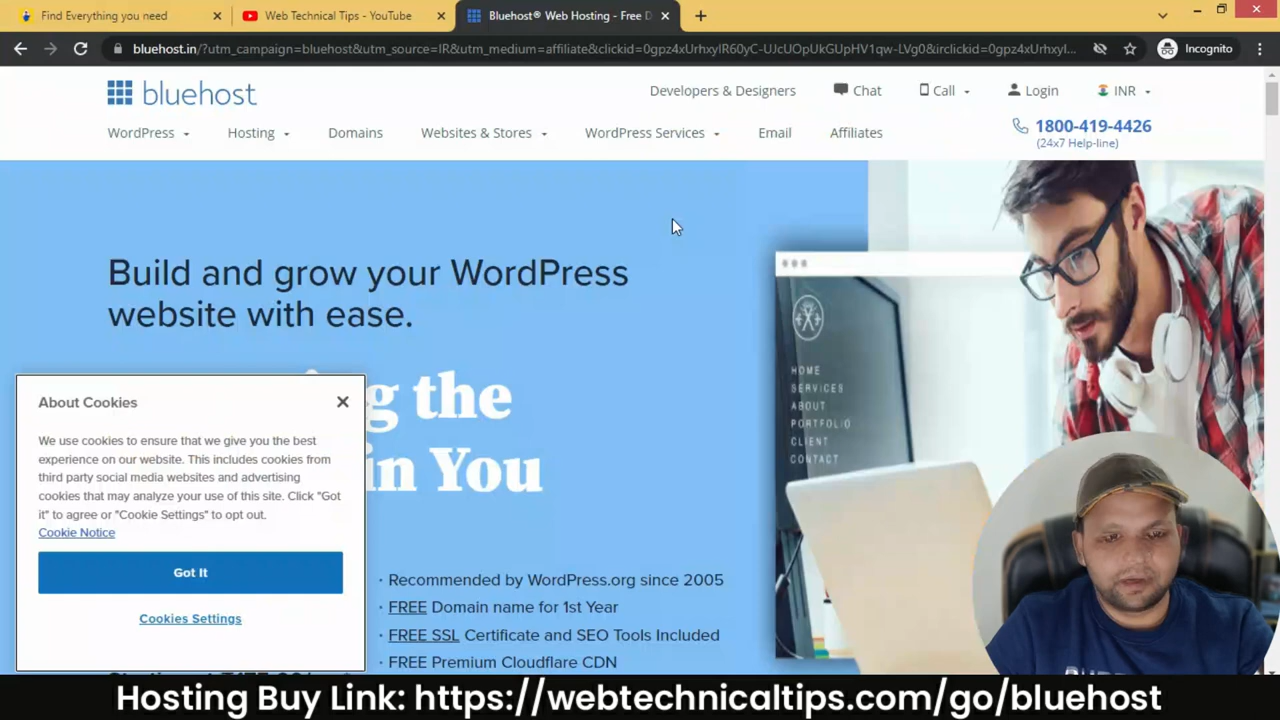 Find Everything you need
Web Technical Tips - YouTube
Bluehost® Web Hosting - Free D
bluehost.in/?utm_campaign=bluehost&utm_source=IR&utm_medium=affiliate&clickid=0gpz4xUrhxylR60yC-UJcUOpUkGUpHV1qw-LVg0&irclickid=0gpz4xUrhxyl...
Incognito
bluehost
Developers & Designers
Chat
Call
Login
INR
WordPress
Hosting
Domains
Websites & Stores
WordPress Services
Email
Affiliates
1800-419-4426
(24x7 Help-line)
Build and grow your WordPress
website with ease.
g the
in You
HOME
SERVICES
ABOUT
PORTFOLIO
CLIENT
CONTACT
About Cookies
We use cookies to ensure that we give you the best
experience on our website. This includes cookies from
third party social media websites and advertising
cookies that may analyze your use of this site. Click "Got
it" to agree or "Cookie Settings" to opt out.
Cookie Notice
Got It
Cookies Settings
· Recommended by WordPress.org since 2005
· FREE Domain name for 1st Year
· FREE SSL Certificate and SEO Tools Included
· FREE Premium Cloudflare CDN
Hosting Buy Link: https://webtechnicaltips.com/go/bluehost